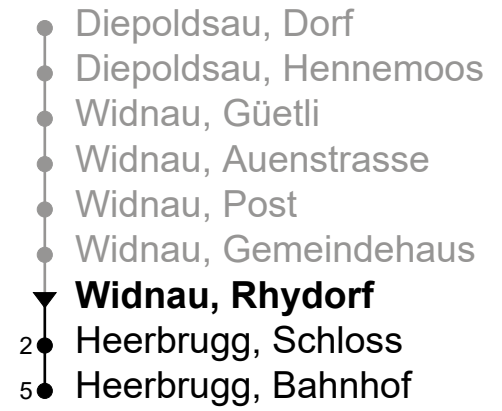 Diepoldsau, Dorf
Diepoldsau, Hennemoos
Widnau, Güetli
Widnau, Auenstrasse
Widnau, Post
Widnau, Gemeindehaus
Widnau, Rhydorf
2 Heerbrugg, Schloss
5 Heerbrugg, Bahnhof